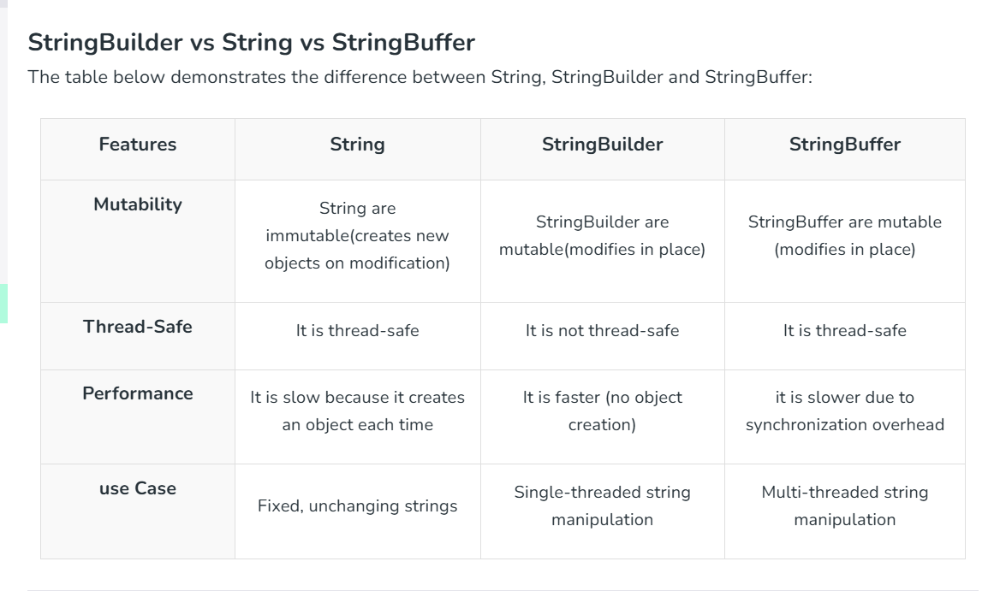 StringBuilder vs String vs StringBuffer
The table below demonstrates the difference between String, StringBuilder and StringBuffer:
Features
String
StringBuilder
StringBuffer
Mutability
String are
immutable(creates new
objects on modification)
StringBuilder are
mutable(modifies in place)
StringBuffer are mutable
(modifies in place)
Thread-Safe
It is thread-safe
It is not thread-safe
It is thread-safe
Performance
It is slow because it creates
an object each time
It is faster (no object
creation)
it is slower due to
synchronization overhead
use Case
Fixed, unchanging strings
Single-threaded string
manipulation
Multi-threaded string
manipulation